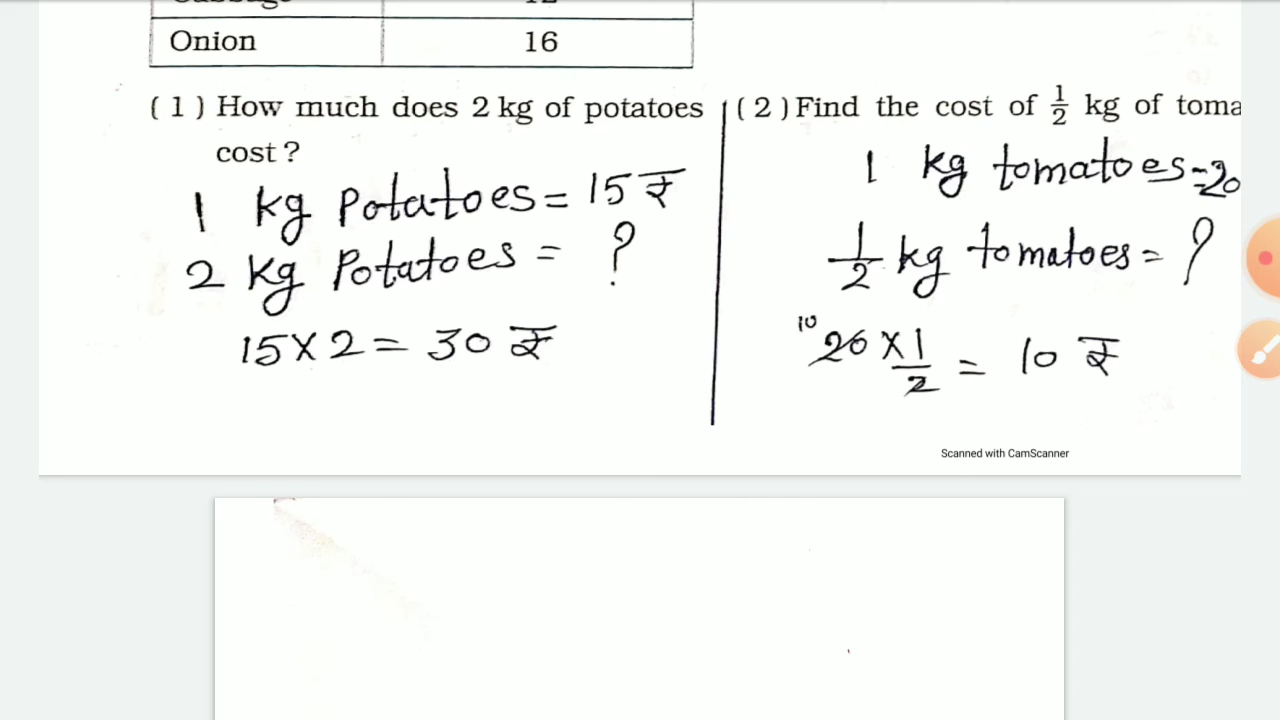 Onion 16
( 1 ) How much does 2 kg of potatoes
cost ?
1 kg Potatoes = 15 ₹
2 kg Potatoes = ?
15 × 2 = 30 ₹
( 2 ) Find the cost of 1/2 kg of toma
1 kg tomatoes = 20
1/2 kg tomatoes = ?
10
20 × 1/2 = 10 ₹
Scanned with CamScanner